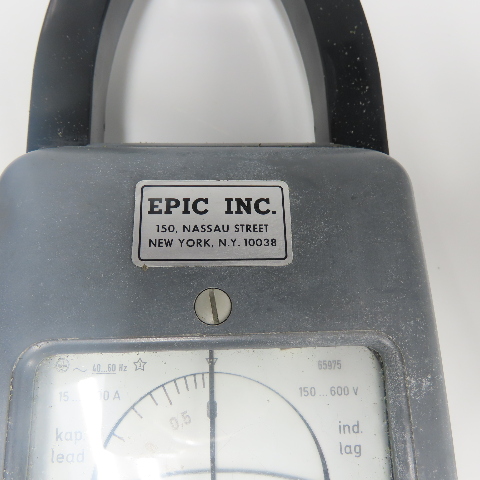 EPIC INC.
150, NASSAU STREET
NEW YORK, N.Y. 10038
40...60 Hz
150...600 V
0.5
kap
lead
ind.
lag